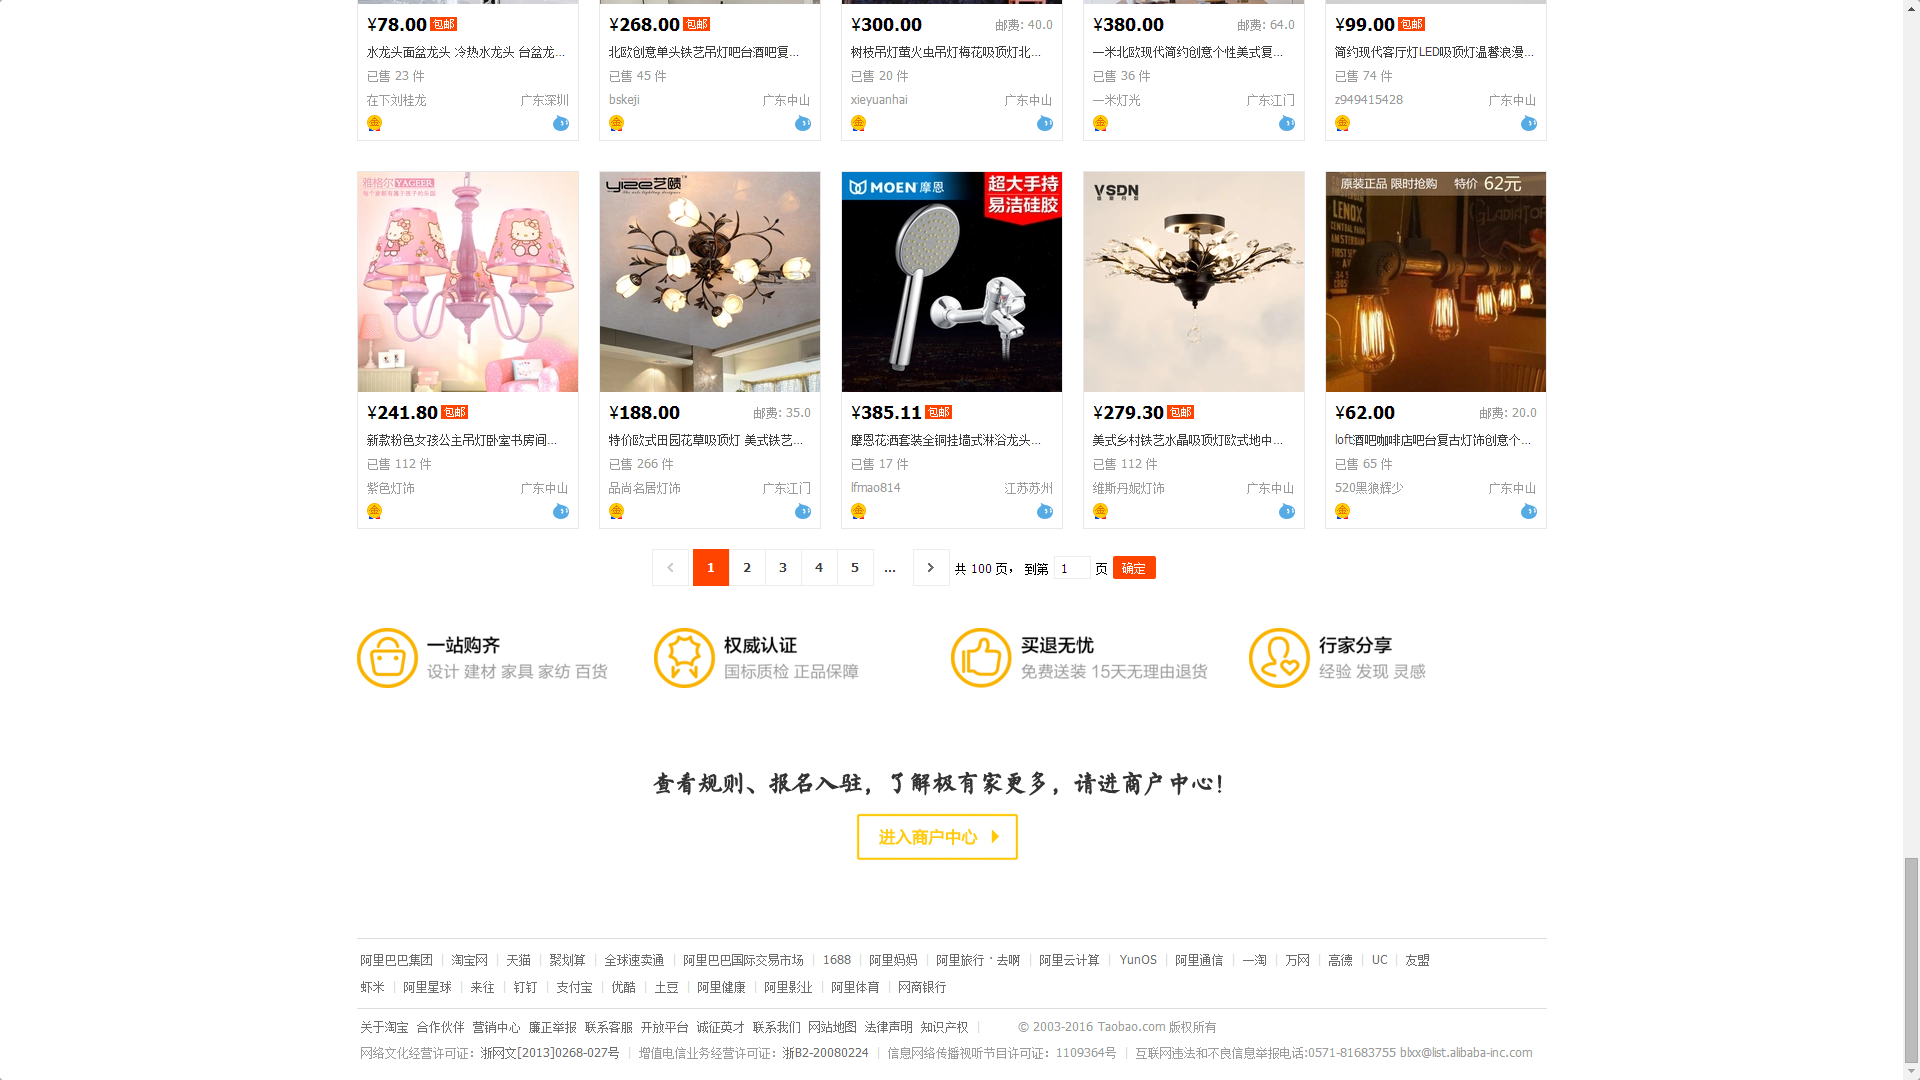 ¥78.00 包邮
水龙头面盆龙头 冷热水龙头 台盆龙...
已售 23 件
在下刘桂龙 广东深圳
¥268.00 包邮
北欧创意单头铁艺吊灯吧台酒吧复...
已售 45 件
bskeji 广东中山
¥300.00 邮费: 40.0
树枝吊灯萤火虫吊灯梅花吸顶灯北...
已售 20 件
xieyuanhai 广东中山
¥380.00 邮费: 64.0
一米北欧现代简约创意个性美式复...
已售 36 件
一米灯光 广东江门
¥99.00 包邮
简约现代客厅灯LED吸顶灯温馨浪漫...
已售 74 件
z949415428 广东中山
雅格尔 YAGEER
每个家都有属于孩子的乐园
yizee艺赜
MOEN 摩恩
超大手持
易洁硅胶
VSDN
原装正品 限时抢购 特价 62元
LENOX
CENTRAL PARK
AMSTERDAM
FIRST ST
GLADIATOR
¥241.80 包邮
新款粉色女孩公主吊灯卧室书房间...
已售 112 件
紫色灯饰 广东中山
¥188.00 邮费: 35.0
特价欧式田园花草吸顶灯 美式铁艺...
已售 266 件
品尚名居灯饰 广东江门
¥385.11 包邮
摩恩花洒套装全铜挂墙式淋浴龙头...
已售 17 件
lfmao814 江苏苏州
¥279.30 包邮
美式乡村铁艺水晶吸顶灯欧式地中...
已售 112 件
维斯丹妮灯饰 广东中山
¥62.00 邮费: 20.0
loft酒吧咖啡店吧台复古灯饰创意个...
已售 65 件
520黑狼辉少 广东中山
< 1 2 3 4 5 ... > 共 100 页， 到第 1 页 确定
一站购齐
设计 建材 家具 家纺 百货
权威认证
国标质检 正品保障
买退无忧
免费送装 15天无理由退货
行家分享
经验 发现 灵感
查看规则、报名入驻，了解极有家更多，请进商户中心！
进入商户中心
阿里巴巴集团 | 淘宝网 | 天猫 | 聚划算 | 全球速卖通 | 阿里巴巴国际交易市场 | 1688 | 阿里妈妈 | 阿里旅行·去啊 | 阿里云计算 | YunOS | 阿里通信 | 一淘 | 万网 | 高德 | UC | 友盟
虾米 | 阿里星球 | 来往 | 钉钉 | 支付宝 | 优酷 | 土豆 | 阿里健康 | 阿里影业 | 阿里体育 | 网商银行
关于淘宝 合作伙伴 营销中心 廉正举报 联系客服 开放平台 诚征英才 联系我们 网站地图 法律声明 知识产权 | © 2003-2016 Taobao.com 版权所有
网络文化经营许可证：浙网文[2013]0268-027号 | 增值电信业务经营许可证：浙B2-20080224 | 信息网络传播视听节目许可证：1109364号 | 互联网违法和不良信息举报电话:0571-81683755 blxx@list.alibaba-inc.com